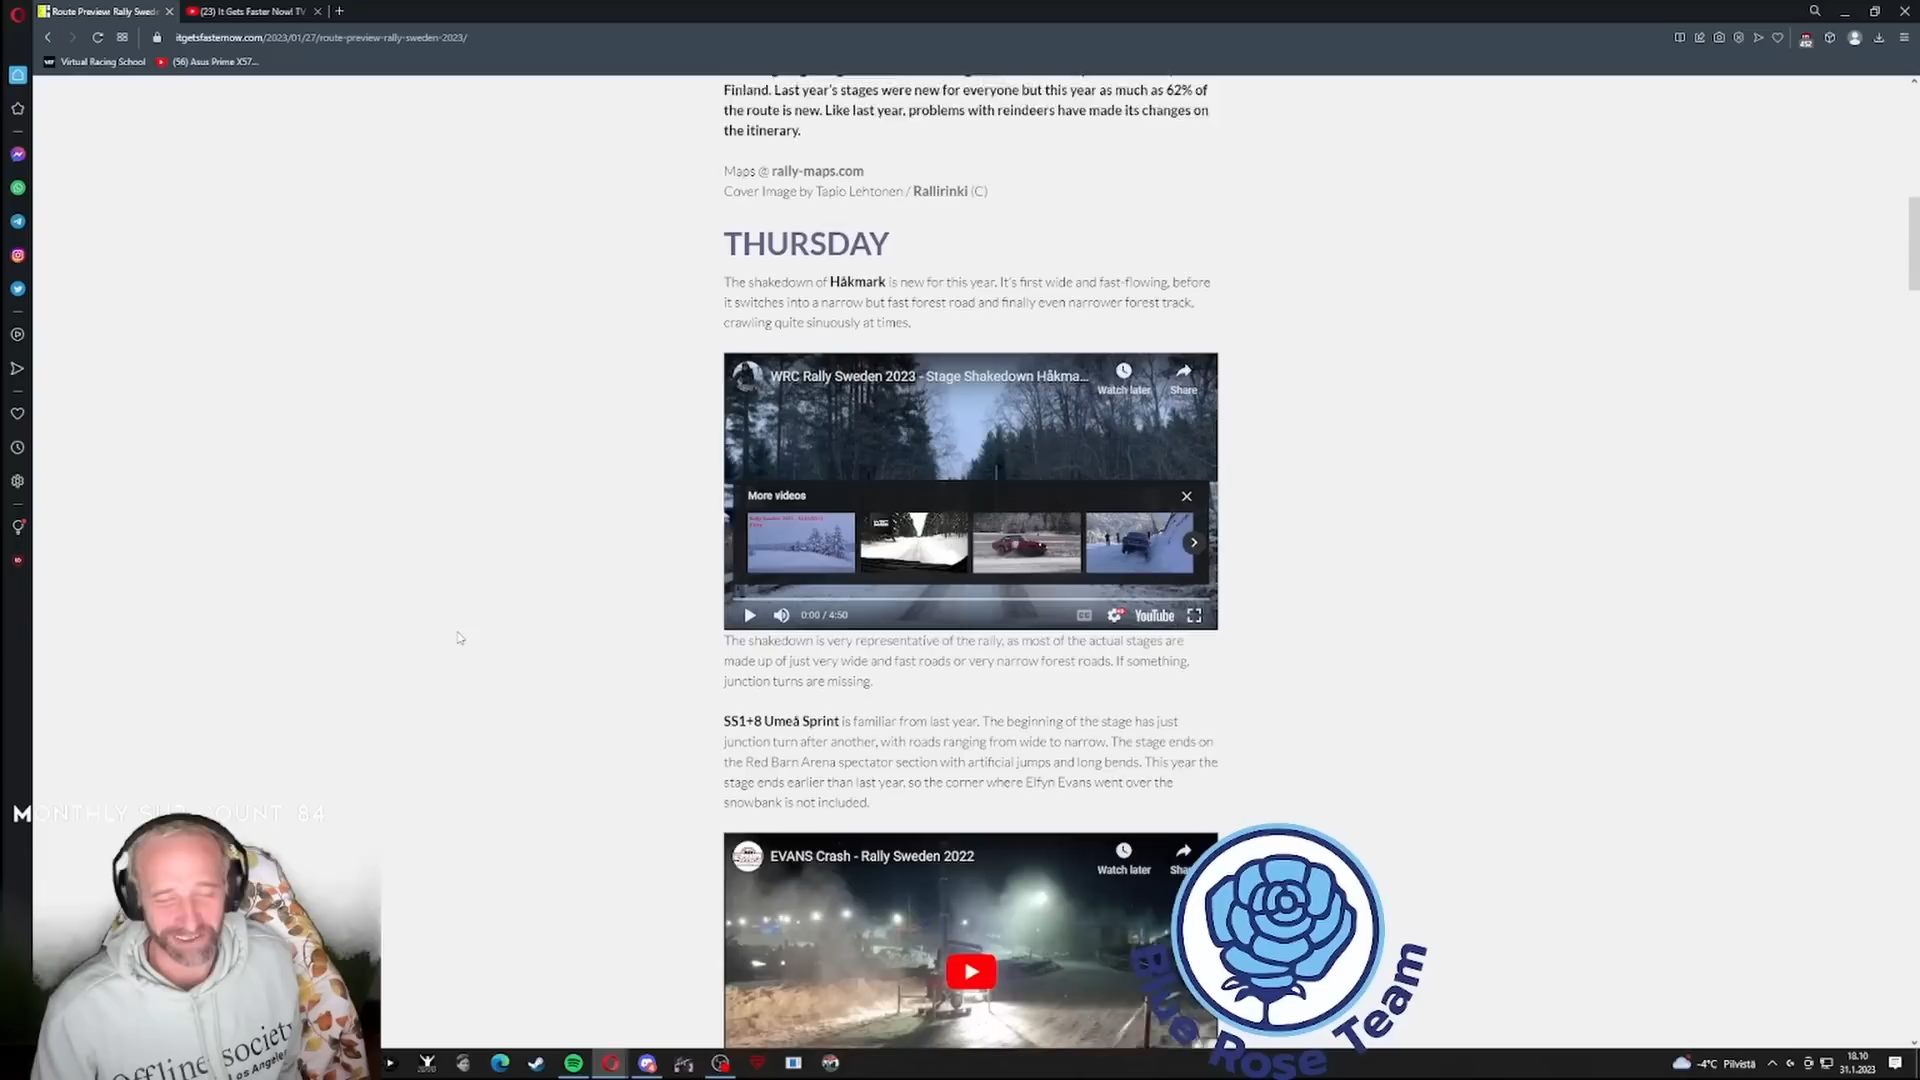 Route Preview: Rally Swed
(23) It Gets Faster Now! TV
itgetsfasternow.com/2023/01/27/route-preview-rally-sweden-2023/
452
Virtual Racing School
(56) Asus Prime X57...
Finland. Last year's stages were new for everyone but this year as much as 62% of
the route is new. Like last year, problems with reindeers have made its changes on
the itinerary.
Maps @ rally-maps.com
Cover Image by Tapio Lehtonen / Rallirinki (C)
THURSDAY
The shakedown of Håkmark is new for this year. It's first wide and fast-flowing, before
it switches into a narrow but fast forest road and finally even narrower forest track,
crawling quite sinuously at times.
WRC Rally Sweden 2023 - Stage Shakedown Håkma...
Watch later
Share
More videos
0:00 / 4:50
YouTube
The shakedown is very representative of the rally, as most of the actual stages are
made up of just very wide and fast roads or very narrow forest roads. If something,
junction turns are missing.
SS1+8 Umeå Sprint is familiar from last year. The beginning of the stage has just
junction turn after another, with roads ranging from wide to narrow. The stage ends on
the Red Barn Arena spectator section with artificial jumps and long bends. This year the
stage ends earlier than last year, so the corner where Elfyn Evans went over the
snowbank is not included.
EVANS Crash - Rally Sweden 2022
Watch later
Shar
MONTHLY SUB COUNT 84
Offline society
Los Angeles
Blue Rose Team
-4°C Pilvistä
18.10
31.1.2023